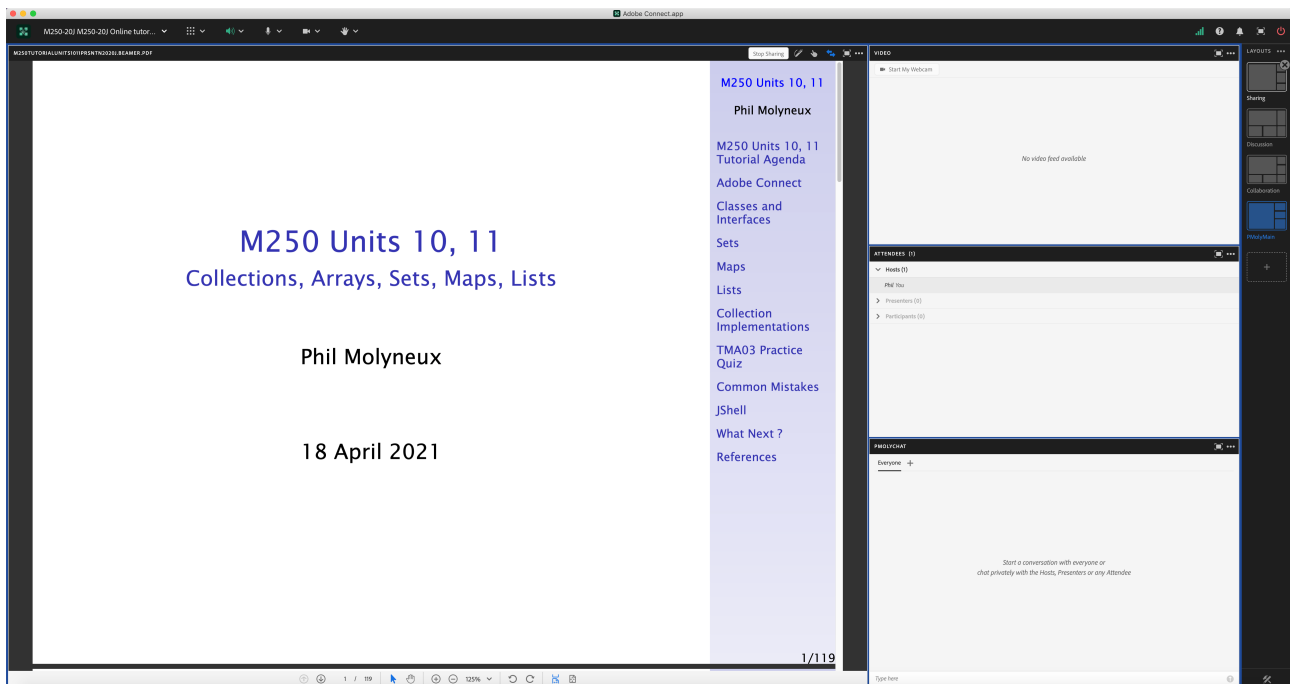 Adobe Connect.app
M250-20J M250-20J Online tutor...
M250TUTORIALUNITS1011PRSNTN2020J.BEAMER.PDF
Stop Sharing
M250 Units 10, 11
Collections, Arrays, Sets, Maps, Lists
Phil Molyneux
18 April 2021
M250 Units 10, 11
Phil Molyneux
M250 Units 10, 11
Tutorial Agenda
Adobe Connect
Classes and
Interfaces
Sets
Maps
Lists
Collection
Implementations
TMA03 Practice
Quiz
Common Mistakes
JShell
What Next ?
References
1/119
1 / 119
125%
VIDEO
Start My Webcam
No video feed available
ATTENDEES (1)
Hosts (1)
Phil You
Presenters (0)
Participants (0)
PMOLYCHAT
Everyone
Start a conversation with everyone or
chat privately with the Hosts, Presenters or any Attendee
Type here
LAYOUTS
Sharing
Discussion
Collaboration
PMolyMain